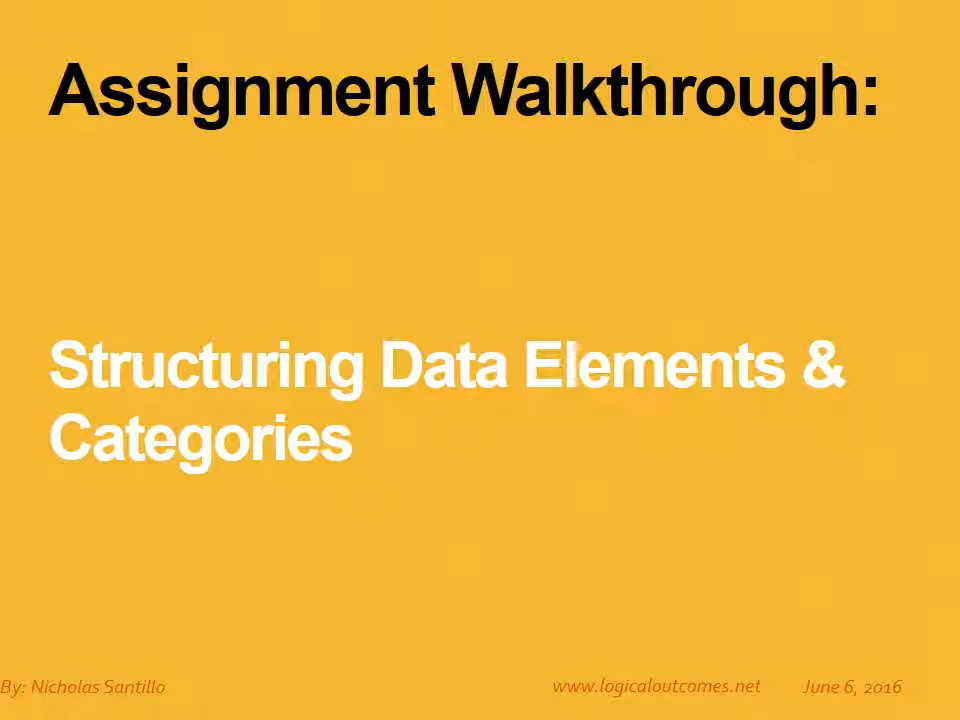 Assignment Walkthrough:
Structuring Data Elements &
Categories
By: Nicholas Santillo
www.logicaloutcomes.net
June 6, 2016